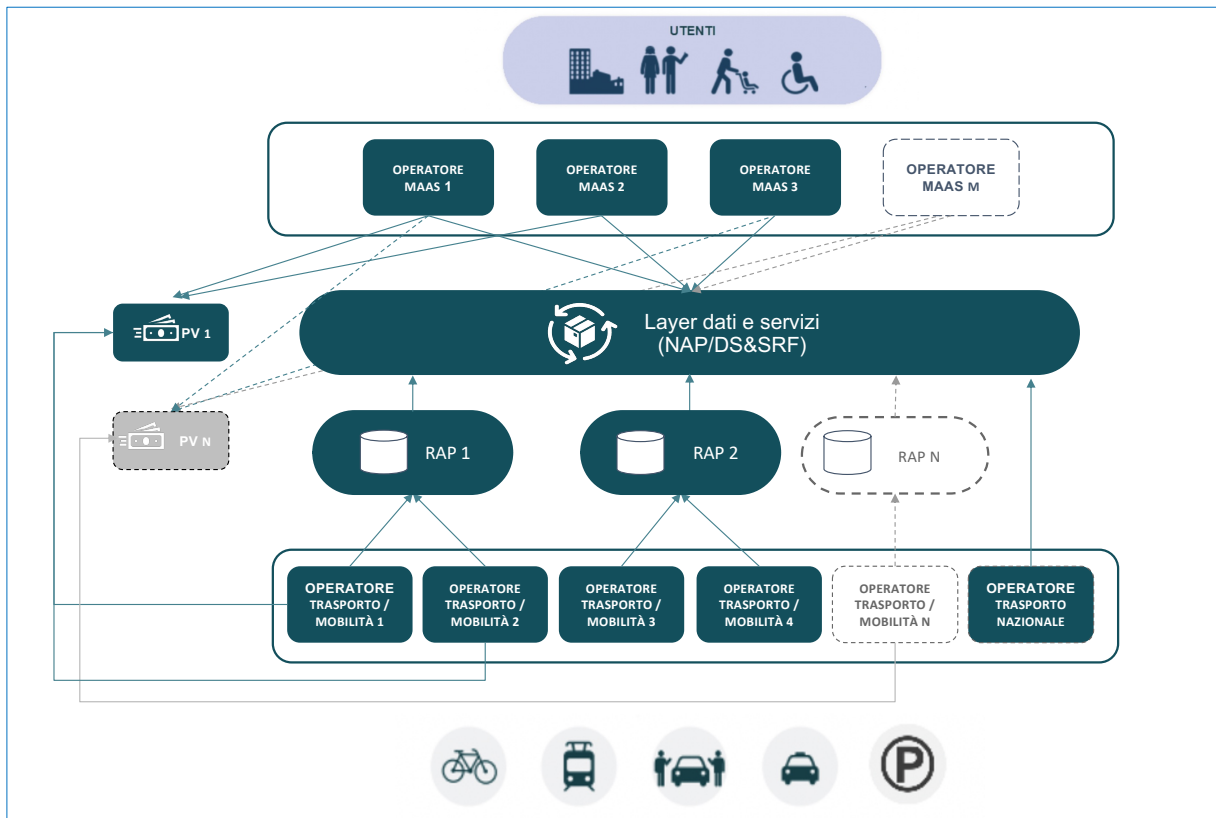 UTENTI
OPERATORE
MAAS 1
OPERATORE
MAAS 2
OPERATORE
MAAS 3
OPERATORE
MAAS M
PV 1
Layer dati e servizi
(NAP/DS&SRF)
PV N
RAP 1
RAP 2
RAP N
OPERATORE
TRASPORTO /
MOBILITÀ 1
OPERATORE
TRASPORTO /
MOBILITÀ 2
OPERATORE
TRASPORTO /
MOBILITÀ 3
OPERATORE
TRASPORTO /
MOBILITÀ 4
OPERATORE
TRASPORTO /
MOBILITÀ N
OPERATORE
TRASPORTO
NAZIONALE
P